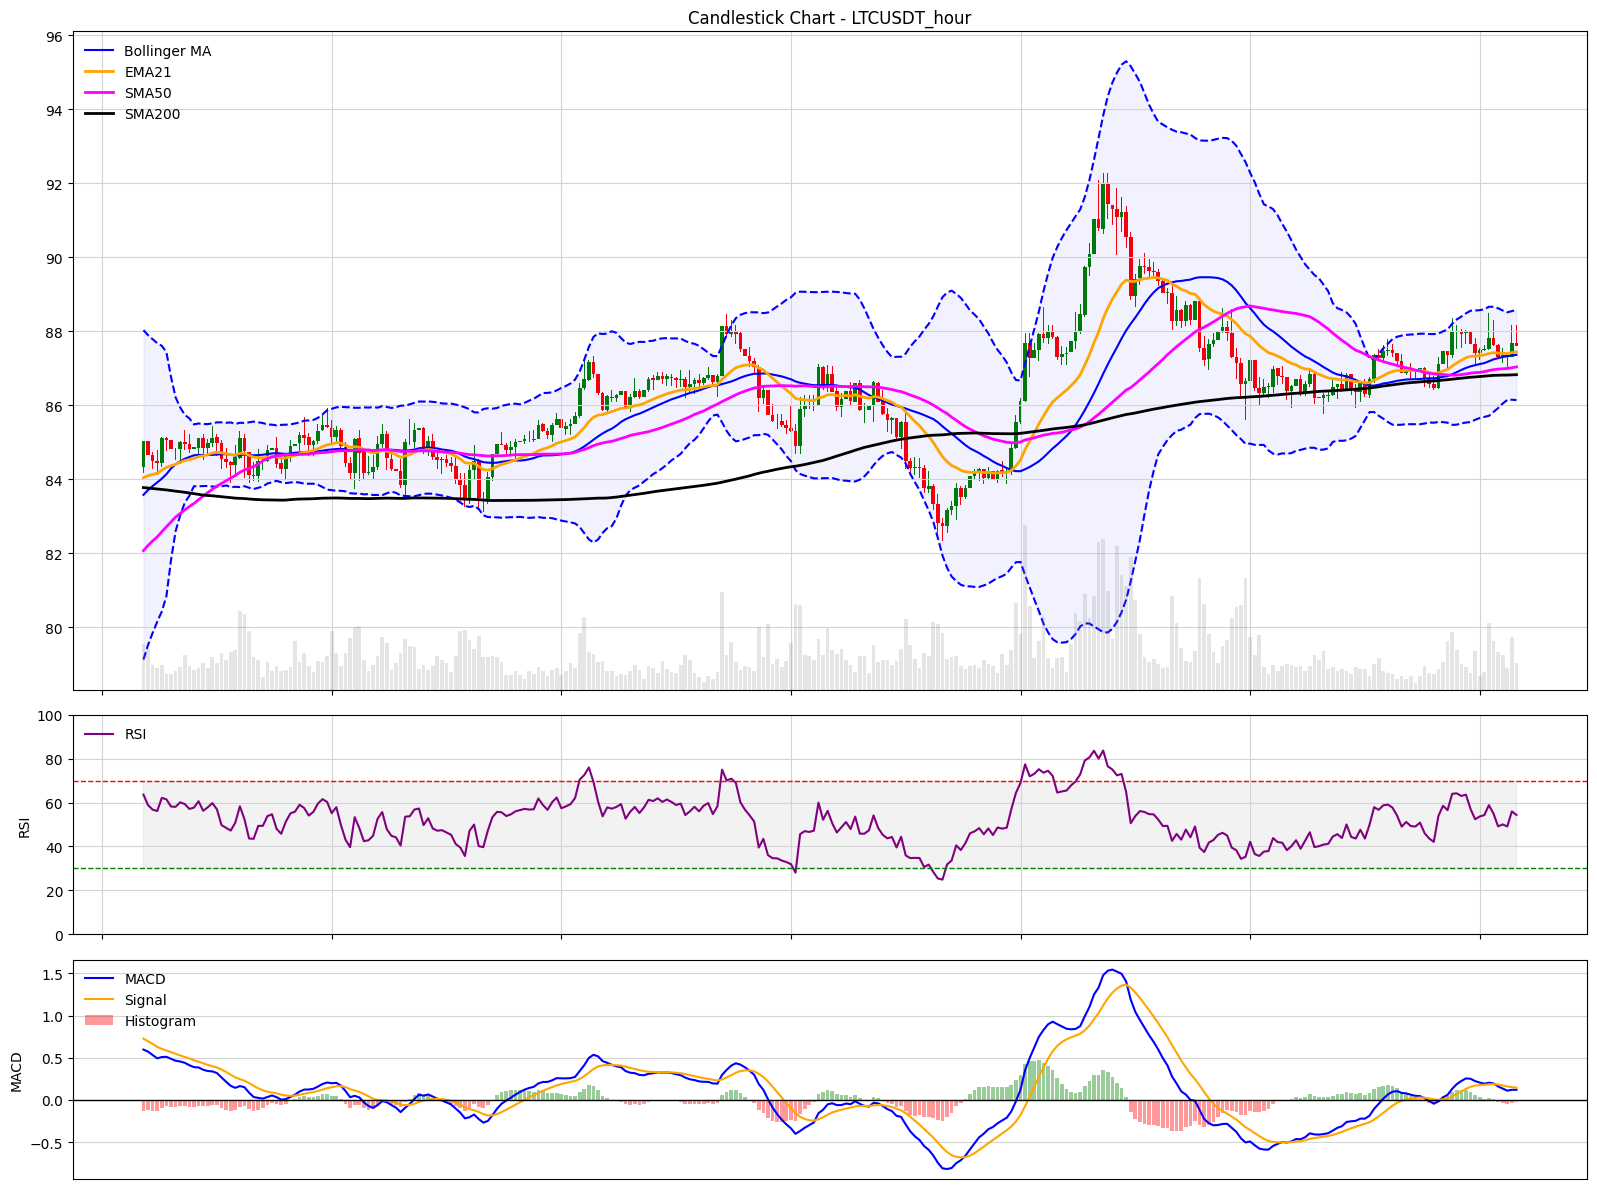 Candlestick Chart - LTCUSDT_hour
96
94
92
90
88
86
84
82
80
Bollinger MA
EMA21
SMA50
SMA200
100
80
60
40
20
0
RSI
RSI
1.5
1.0
0.5
0.0
−0.5
MACD
MACD
Signal
Histogram